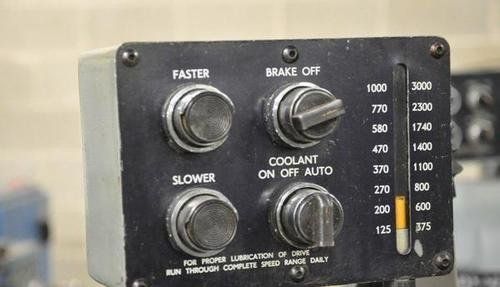 FASTER
BRAKE OFF
SLOWER
COOLANT
ON OFF AUTO
1000 3000
770 2300
580 1740
470 1400
370 1100
270 800
200 600
125 375
FOR PROPER LUBRICATION OF DRIVE
RUN THROUGH COMPLETE SPEED RANGE DAILY